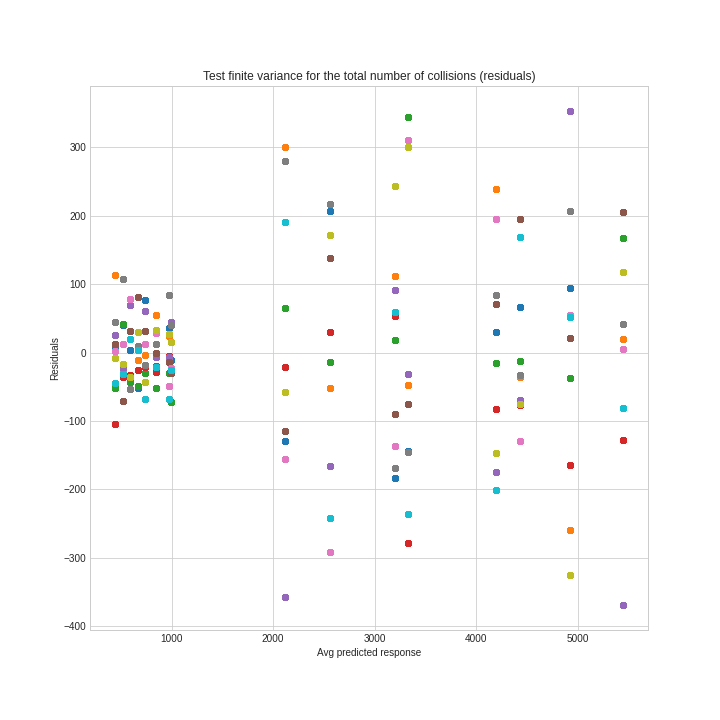 Test finite variance for the total number of collisions (residuals)
300
200
100
0
−100
−200
−300
−400
Residuals
1000 2000 3000 4000 5000
Avg predicted response